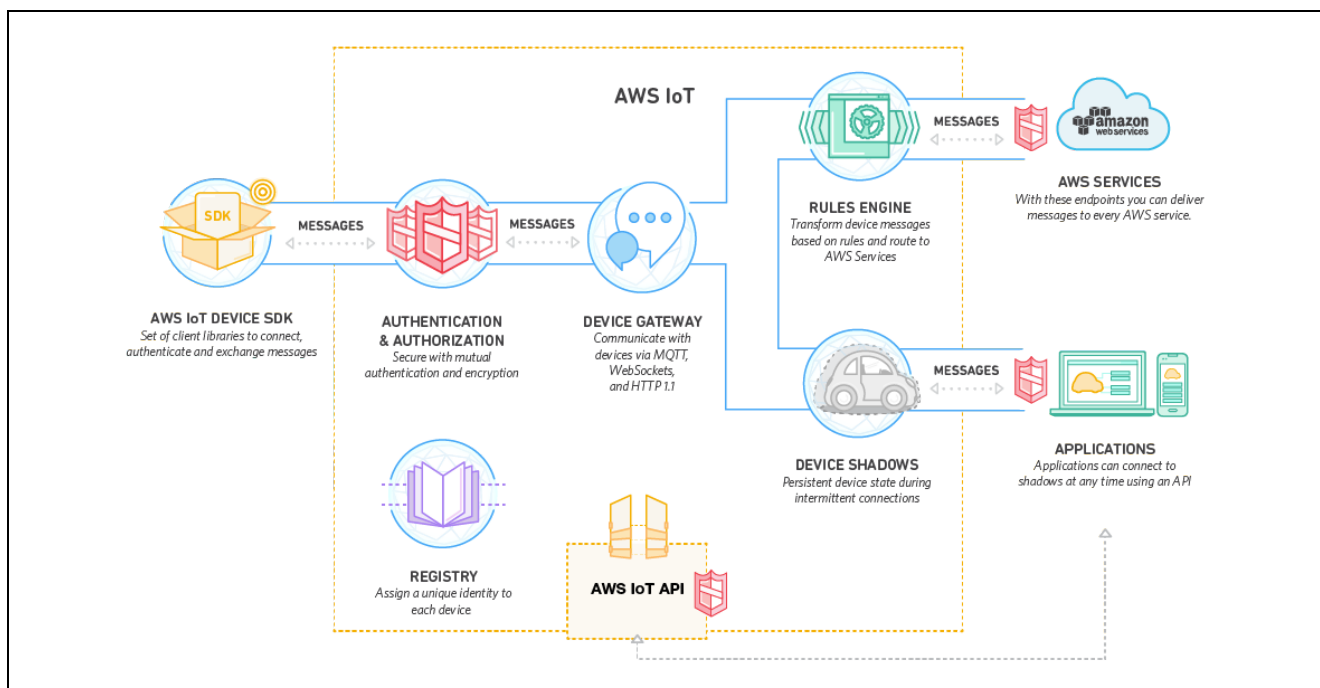 AWS IoT
MESSAGES
amazon
webservices
AWS SERVICES
With these endpoints you can deliver
messages to every AWS service.
RULES ENGINE
Transform device messages
based on rules and route to
AWS Services
SDK
MESSAGES
MESSAGES
AWS IoT DEVICE SDK
Set of client libraries to connect,
authenticate and exchange messages
AUTHENTICATION
& AUTHORIZATION
Secure with mutual
authentication and encryption
DEVICE GATEWAY
Communicate with
devices via MQTT,
WebSockets,
and HTTP 1.1
MESSAGES
DEVICE SHADOWS
Persistent device state during
intermittent connections
APPLICATIONS
Applications can connect to
shadows at any time using an API
REGISTRY
Assign a unique identity to
each device
AWS IoT API